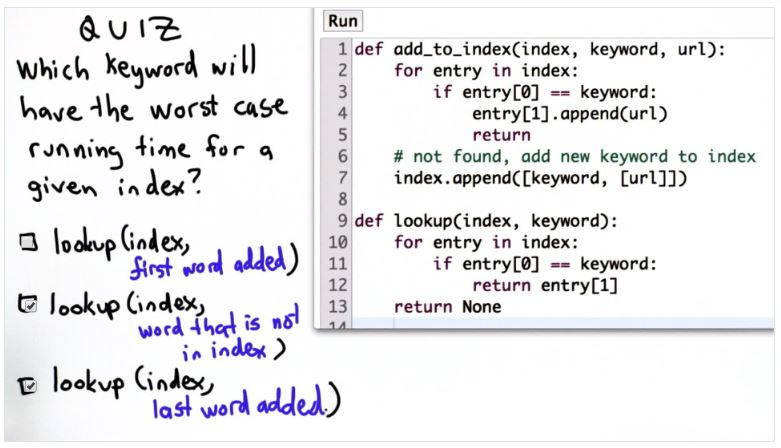 QUIZ
Which keyword will
have the worst case
running time for a
given index?
lookup (index,
first word added)
lookup (index,
word that is not
in index)
lookup (index,
last word added.)
Run
1 def add_to_index(index, keyword, url):
2     for entry in index:
3         if entry[0] == keyword:
4             entry[1].append(url)
5             return
6     # not found, add new keyword to index
7     index.append([keyword, [url]])
8
9 def lookup(index, keyword):
10     for entry in index:
11         if entry[0] == keyword:
12             return entry[1]
13     return None
14